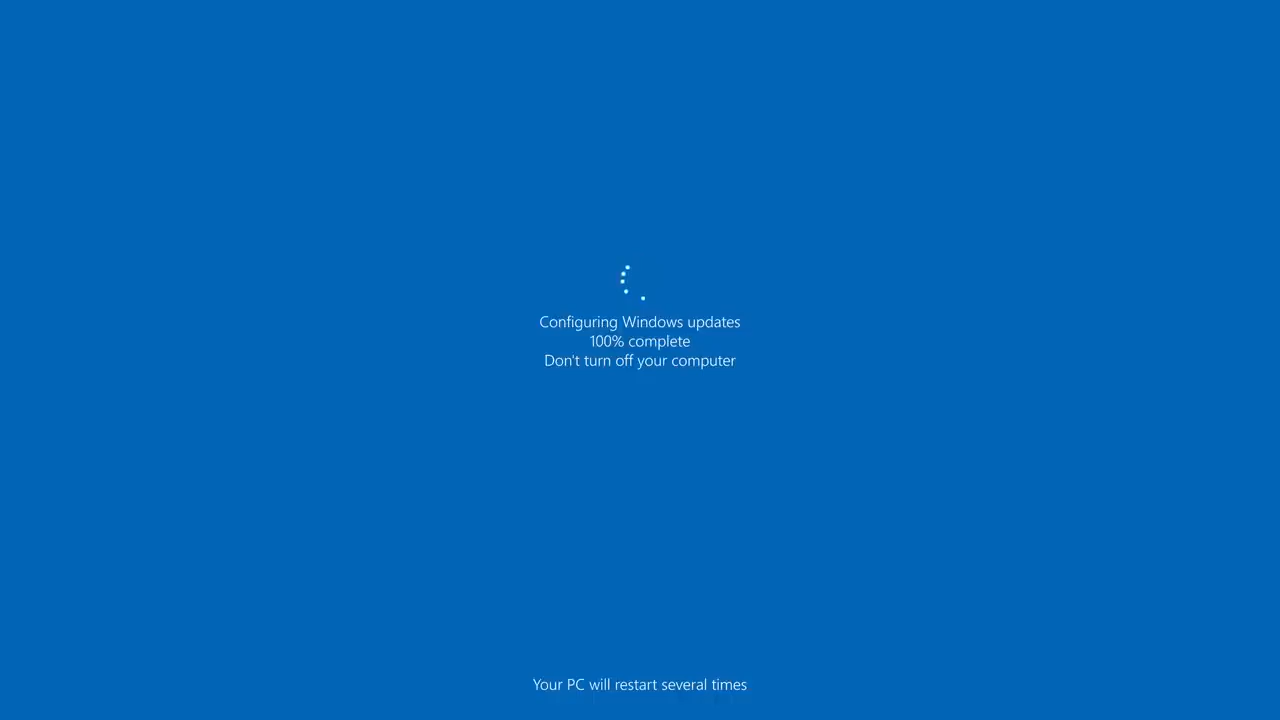 Configuring Windows updates
100% complete
Don't turn off your computer
Your PC will restart several times